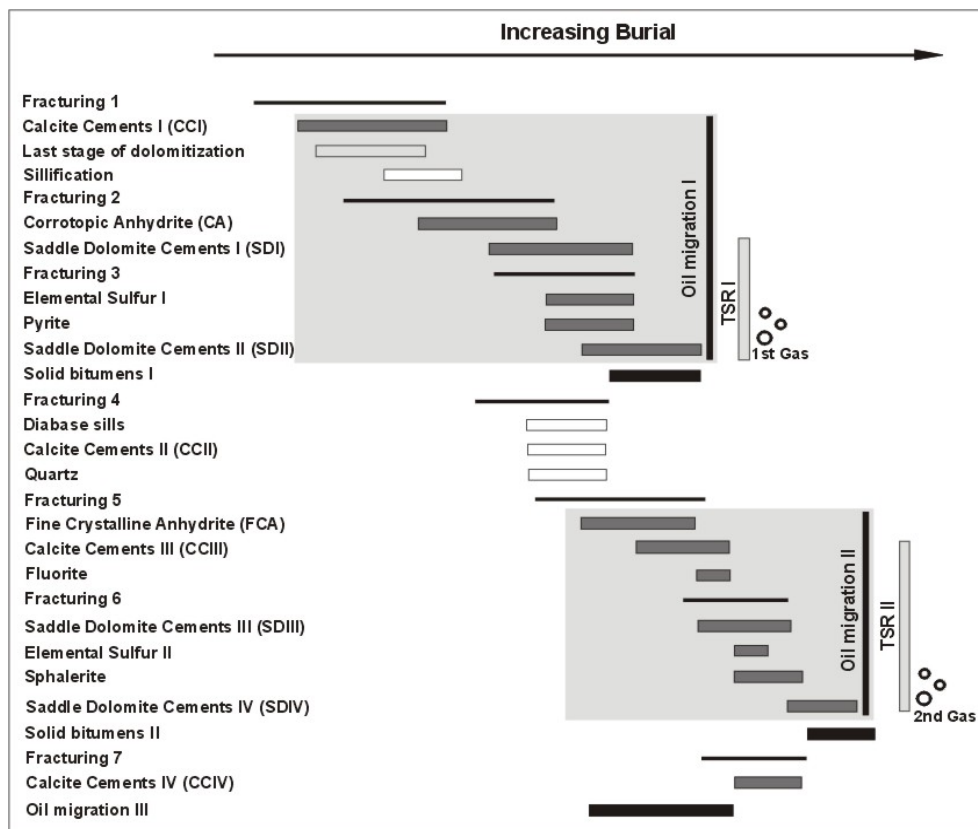 Increasing Burial
Fracturing 1
Calcite Cements I (CCI)
Last stage of dolomitization
Sillification
Fracturing 2
Corrotopic Anhydrite (CA)
Saddle Dolomite Cements I (SDI)
Fracturing 3
Elemental Sulfur I
Pyrite
Saddle Dolomite Cements II (SDII)
Oil migration I
TSR I
1st Gas
Solid bitumens I
Fracturing 4
Diabase sills
Calcite Cements II (CCII)
Quartz
Fracturing 5
Fine Crystalline Anhydrite (FCA)
Calcite Cements III (CCIII)
Fluorite
Fracturing 6
Saddle Dolomite Cements III (SDIII)
Elemental Sulfur II
Sphalerite
Saddle Dolomite Cements IV (SDIV)
Oil migration II
TSR II
2nd Gas
Solid bitumens II
Fracturing 7
Calcite Cements IV (CCIV)
Oil migration III